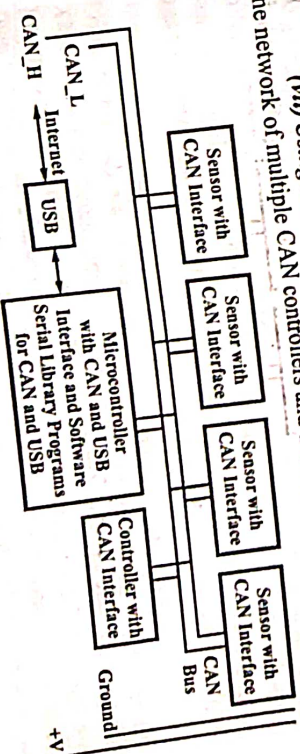 (vii)
ne network of multiple CAN controllers and
Sensor with
CAN Interface
Sensor with
CAN Interface
Sensor with
CAN Interface
Sensor with
CAN Interface
CAN_L
CAN_H
CAN
Bus
Internet
USB
Microcontroller
with CAN and USB
Interface and Software
Serial Library Programs
for CAN and USB
Controller with
CAN Interface
Ground
+V